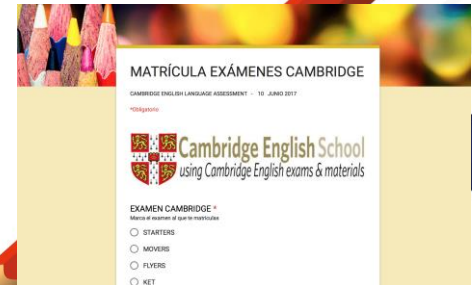 MATRÍCULA EXÁMENES CAMBRIDGE
CAMBRIDGE ENGLISH LANGUAGE ASSESSMENT - 10 JUNIO 2017
*Obligatorio
Cambridge English School
using Cambridge English exams & materials
EXAMEN CAMBRIDGE *
Marca el examen al que te matriculas
STARTERS
MOVERS
FLYERS
KET